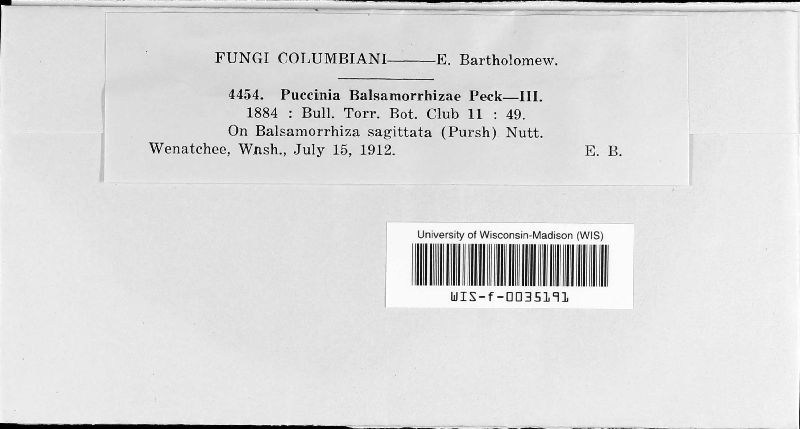 FUNGI COLUMBIANI——E. Bartholomew.
4454. Puccinia Balsamorrhizae Peck—III.
1884 : Bull. Torr. Bot. Club 11 : 49.
On Balsamorrhiza sagittata (Pursh) Nutt.
Wenatchee, Wash., July 15, 1912. E. B.
University of Wisconsin-Madison (WIS)
WIS-f-0035191